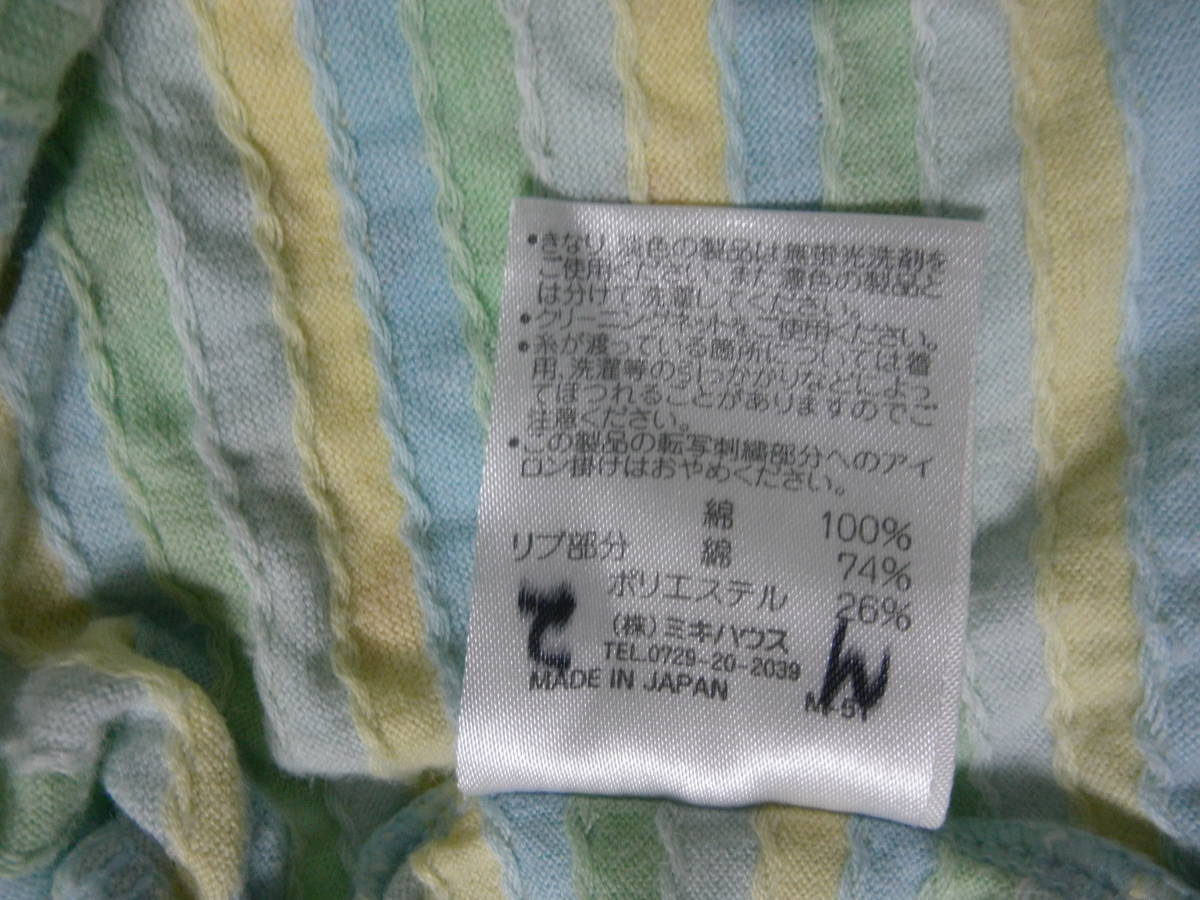 •きなり、淡色の製品は無蛍光洗剤を
ご使用ください。また濃色の製品と
は分けて洗濯してください。
•クリーニングネットをご使用ください。
•糸が渡っている箇所については着
用、洗濯等の引っかかりなどによっ
てほつれることがありますのでご
注意ください。
•この製品の転写刺繍部分へのアイ
ロン掛けはおやめください。
綿 100%
リブ部分 綿 74%
ポリエステル 26%
(株)ミキハウス
TEL.0729-20-2039
MADE IN JAPAN
M-51